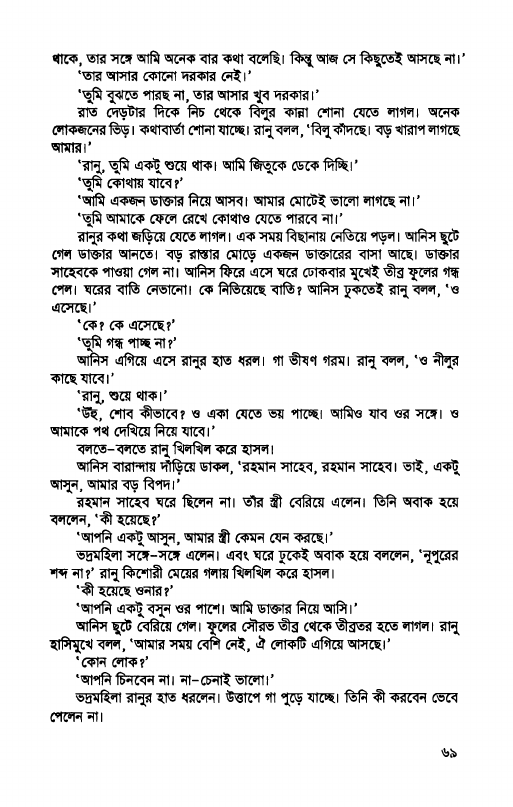 থাকে, তার সঙ্গে আমি অনেক বার কথা বলেছি। কিন্তু আজ সে কিছুতেই আসছে না।’
‘তার আসার কোনো দরকার নেই।’
‘তুমি বুঝতে পারছ না, তার আসার খুব দরকার।’
রাত দেড়টার দিকে নিচ থেকে বিলুর কান্না শোনা যেতে লাগল। অনেক
লোকজনের ভিড়। কথাবার্তা শোনা যাচ্ছে। রানু বলল, ‘বিলু কাঁদছে। বড় খারাপ লাগছে
আমার।’
‘রানু, তুমি একটু শুয়ে থাক। আমি জিতুকে ডেকে দিচ্ছি।’
‘তুমি কোথায় যাবে?’
‘আমি একজন ডাক্তার নিয়ে আসব। আমার মোটেই ভালো লাগছে না।’
‘তুমি আমাকে ফেলে রেখে কোথাও যেতে পারবে না।’
রানুর কথা জড়িয়ে যেতে লাগল। এক সময় বিছানায় নেতিয়ে পড়ল। আনিস ছুটে
গেল ডাক্তার আনতে। বড় রাস্তার মোড়ে একজন ডাক্তারের বাসা আছে। ডাক্তার
সাহেবকে পাওয়া গেল না। আনিস ফিরে এসে ঘরে ঢোকবার মুখেই তীব্র ফুলের গন্ধ
পেল। ঘরের বাতি নেভানো। কে নিভিয়েছে বাতি? আনিস ঢুকতেই রানু বলল, ‘ও
এসেছে।’
‘কে? কে এসেছে?’
‘তুমি গন্ধ পাচ্ছ না?’
আনিস এগিয়ে এসে রানুর হাত ধরল। গা ভীষণ গরম। রানু বলল, ‘ও নীলুর
কাছে যাবে।’
‘রানু, শুয়ে থাক।’
‘উঁহু, শোব কীভাবে? ও একা যেতে ভয় পাচ্ছে। আমিও যাব ওর সঙ্গে। ও
আমাকে পথ দেখিয়ে নিয়ে যাবে।’
বলতে-বলতে রানু খিলখিল করে হাসল।
আনিস বারান্দায় দাঁড়িয়ে ডাকল, ‘রহমান সাহেব, রহমান সাহেব। ভাই, একটু
আসুন, আমার বড় বিপদ।’
রহমান সাহেব ঘরে ছিলেন না। তাঁর স্ত্রী বেরিয়ে এলেন। তিনি অবাক হয়ে
বললেন, ‘কী হয়েছে?’
‘আপনি একটু আসুন, আমার স্ত্রী কেমন যেন করছে।’
ভদ্রমহিলা সঙ্গে-সঙ্গে এলেন। এবং ঘরে ঢুকেই অবাক হয়ে বললেন, ‘নূপুরের
শব্দ না?’ রানু কিশোরী মেয়ের গলায় খিলখিল করে হাসল।
‘কী হয়েছে ওনার?’
‘আপনি একটু বসুন ওর পাশে। আমি ডাক্তার নিয়ে আসি।’
আনিস ছুটে বেরিয়ে গেল। ফুলের সৌরভ তীব্র থেকে তীব্রতর হতে লাগল। রানু
হাসিমুখে বলল, ‘আমার সময় বেশি নেই, ঐ লোকটি এগিয়ে আসছে।’
‘কোন লোক?’
‘আপনি চিনবেন না। না-চেনাই ভালো।’
ভদ্রমহিলা রানুর হাত ধরলেন। উত্তাপে গা পুড়ে যাচ্ছে। তিনি কী করবেন ভেবে
পেলেন না।
৬৯